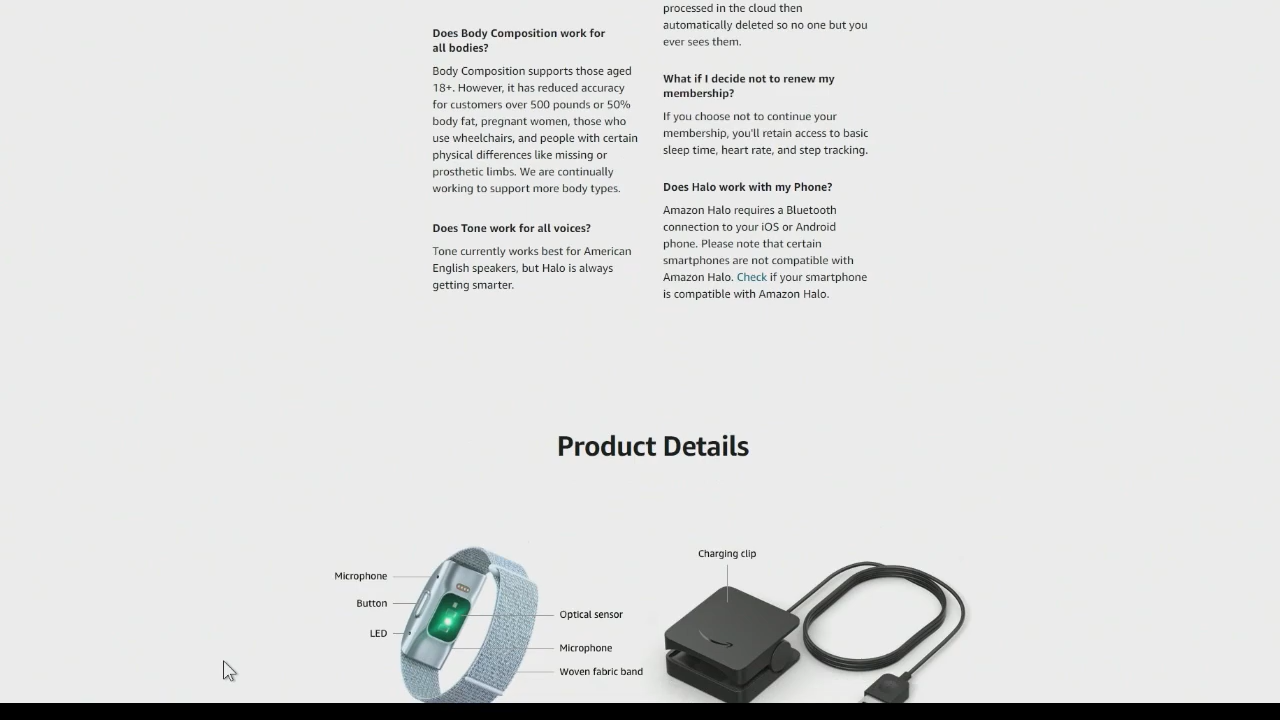 Does Body Composition work for
all bodies?
Body Composition supports those aged
18+. However, it has reduced accuracy
for customers over 500 pounds or 50%
body fat, pregnant women, those who
use wheelchairs, and people with certain
physical differences like missing or
prosthetic limbs. We are continually
working to support more body types.
Does Tone work for all voices?
Tone currently works best for American
English speakers, but Halo is always
getting smarter.
processed in the cloud then
automatically deleted so no one but you
ever sees them.
What if I decide not to renew my
membership?
If you choose not to continue your
membership, you'll retain access to basic
sleep time, heart rate, and step tracking.
Does Halo work with my Phone?
Amazon Halo requires a Bluetooth
connection to your iOS or Android
phone. Please note that certain
smartphones are not compatible with
Amazon Halo. Check if your smartphone
is compatible with Amazon Halo.
Product Details
Microphone
Button
LED
Optical sensor
Microphone
Woven fabric band
Charging clip